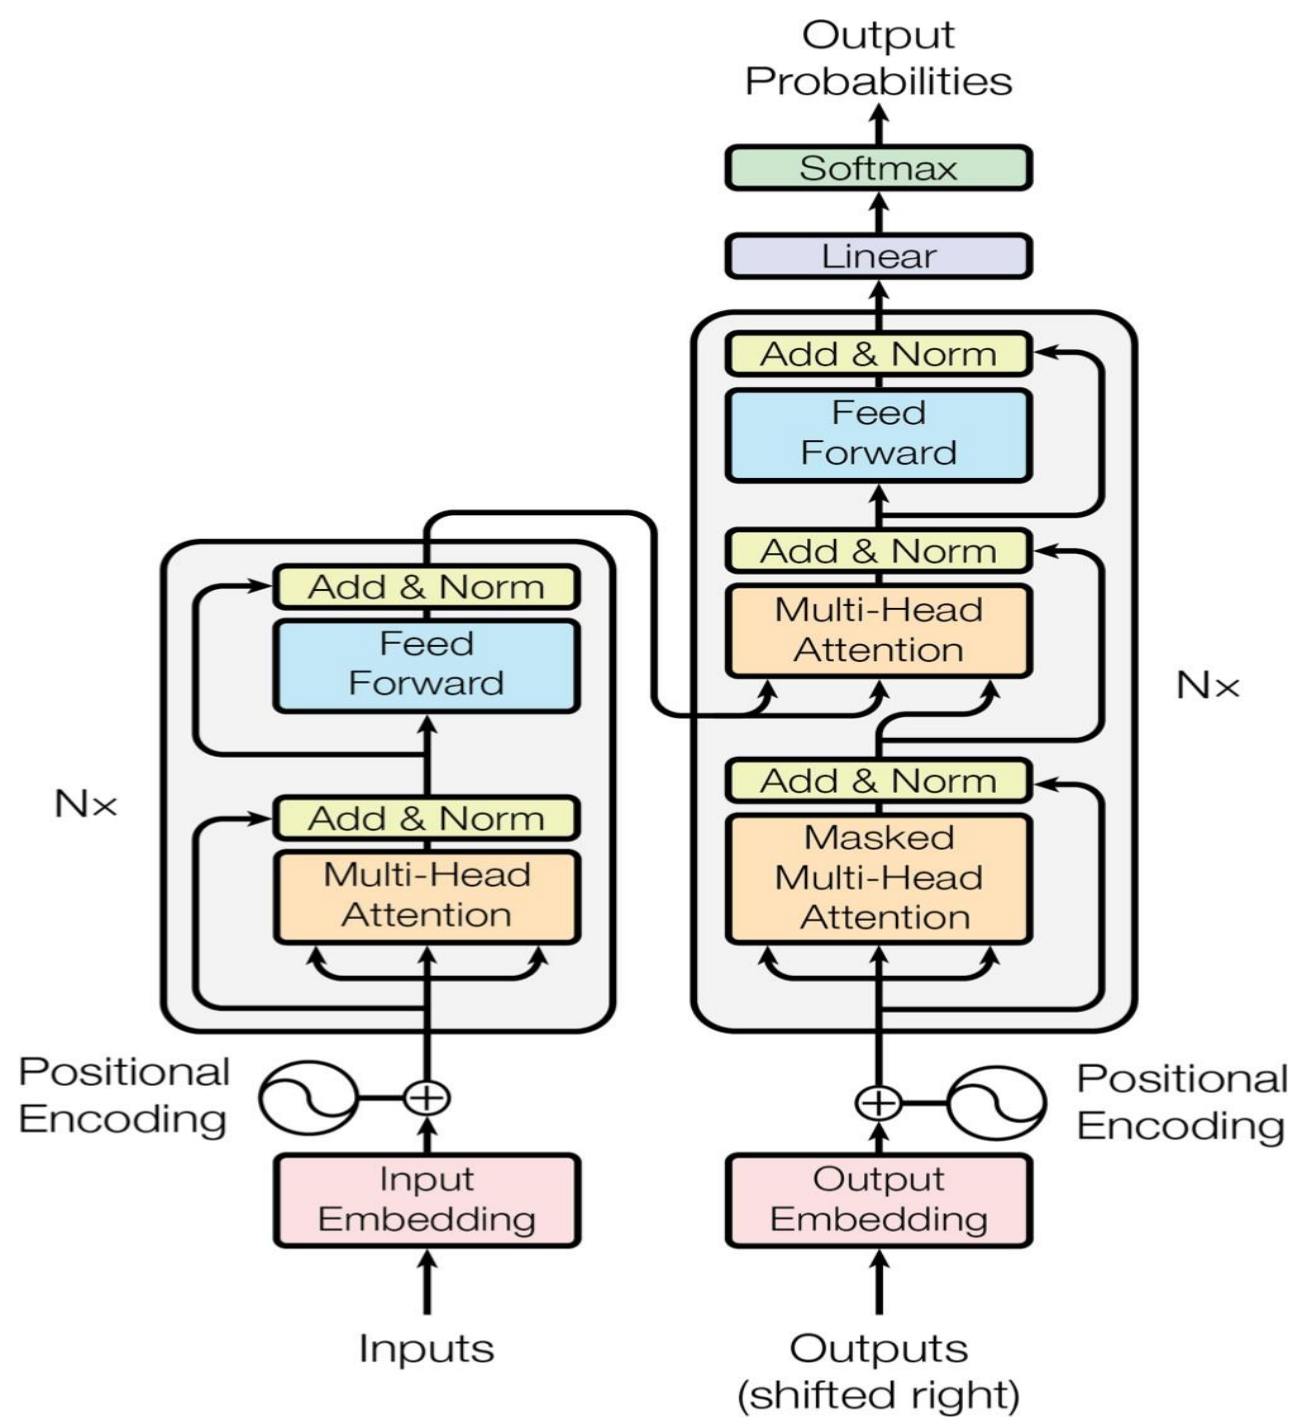 Output
Probabilities
Softmax
Linear
Add & Norm
Feed
Forward
Add & Norm
Multi-Head
Attention
Nx
Add & Norm
Masked
Multi-Head
Attention
Positional
Encoding
Output
Embedding
Outputs
(shifted right)
Add & Norm
Feed
Forward
Nx
Add & Norm
Multi-Head
Attention
Positional
Encoding
Input
Embedding
Inputs